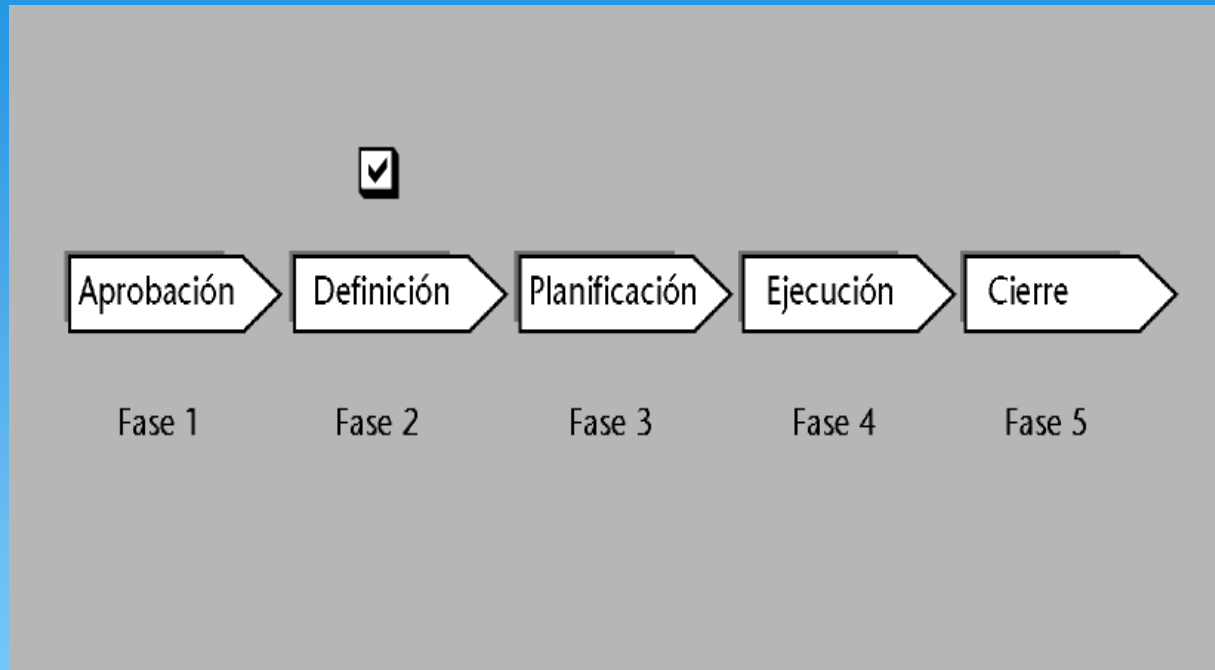 Aprobación
Definición
Planificación
Ejecución
Cierre
Fase 1
Fase 2
Fase 3
Fase 4
Fase 5